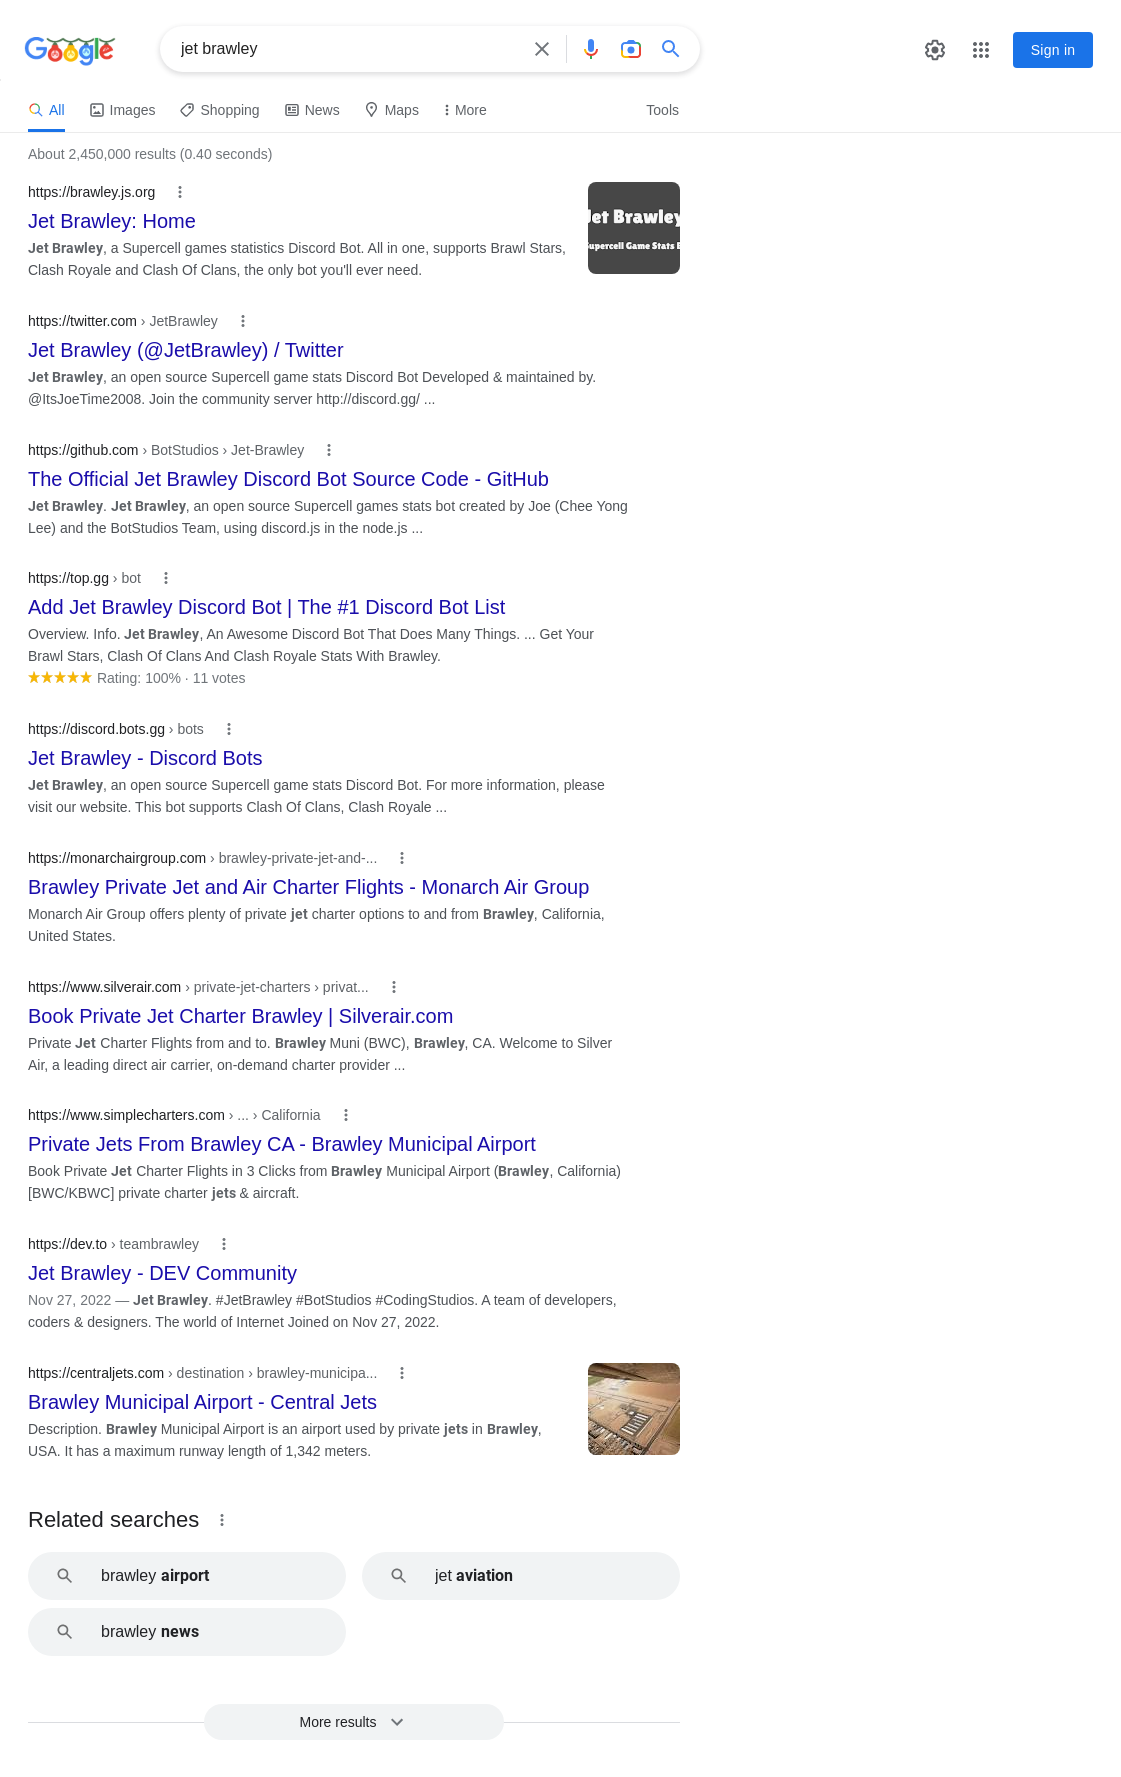 Google
jet brawley
Sign in
All
Images
Shopping
News
Maps
More
Tools
About 2,450,000 results (0.40 seconds)
https://brawley.js.org
Jet Brawley: Home
Jet Brawley, a Supercell games statistics Discord Bot. All in one, supports Brawl Stars,
Clash Royale and Clash Of Clans, the only bot you'll ever need.
Jet Brawley
Supercell Game Stats
https://twitter.com › JetBrawley
Jet Brawley (@JetBrawley) / Twitter
Jet Brawley, an open source Supercell game stats Discord Bot Developed & maintained by.
@ItsJoeTime2008. Join the community server http://discord.gg/ ...
https://github.com › BotStudios › Jet-Brawley
The Official Jet Brawley Discord Bot Source Code - GitHub
Jet Brawley. Jet Brawley, an open source Supercell games stats bot created by Joe (Chee Yong
Lee) and the BotStudios Team, using discord.js in the node.js ...
https://top.gg › bot
Add Jet Brawley Discord Bot | The #1 Discord Bot List
Overview. Info. Jet Brawley, An Awesome Discord Bot That Does Many Things. ... Get Your
Brawl Stars, Clash Of Clans And Clash Royale Stats With Brawley.
Rating: 100% · 11 votes
https://discord.bots.gg › bots
Jet Brawley - Discord Bots
Jet Brawley, an open source Supercell game stats Discord Bot. For more information, please
visit our website. This bot supports Clash Of Clans, Clash Royale ...
https://monarchairgroup.com › brawley-private-jet-and-...
Brawley Private Jet and Air Charter Flights - Monarch Air Group
Monarch Air Group offers plenty of private jet charter options to and from Brawley, California,
United States.
https://www.silverair.com › private-jet-charters › privat...
Book Private Jet Charter Brawley | Silverair.com
Private Jet Charter Flights from and to. Brawley Muni (BWC), Brawley, CA. Welcome to Silver
Air, a leading direct air carrier, on-demand charter provider ...
https://www.simplecharters.com › ... › California
Private Jets From Brawley CA - Brawley Municipal Airport
Book Private Jet Charter Flights in 3 Clicks from Brawley Municipal Airport (Brawley, California)
[BWC/KBWC] private charter jets & aircraft.
https://dev.to › teambrawley
Jet Brawley - DEV Community
Nov 27, 2022 — Jet Brawley. #JetBrawley #BotStudios #CodingStudios. A team of developers,
coders & designers. The world of Internet Joined on Nov 27, 2022.
https://centraljets.com › destination › brawley-municipa...
Brawley Municipal Airport - Central Jets
Description. Brawley Municipal Airport is an airport used by private jets in Brawley,
USA. It has a maximum runway length of 1,342 meters.
Related searches
brawley airport
jet aviation
brawley news
More results